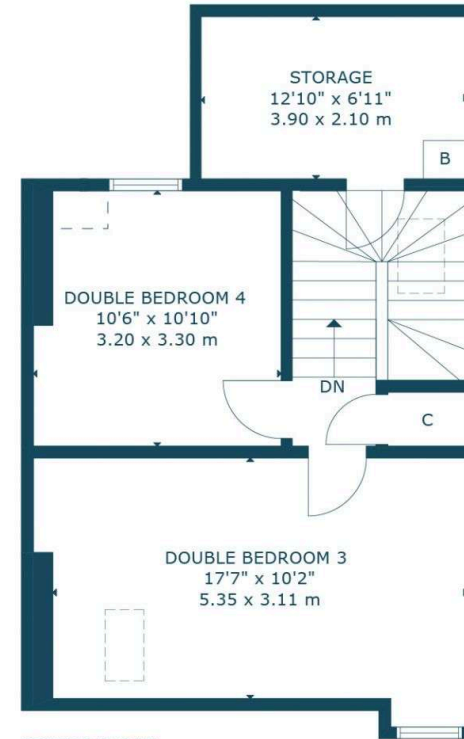 STORAGE
12'10" x 6'11"
3.90 x 2.10 m
B
DOUBLE BEDROOM 4
10'6" x 10'10"
3.20 x 3.30 m
DN
C
DOUBLE BEDROOM 3
17'7" x 10'2"
5.35 x 3.11 m